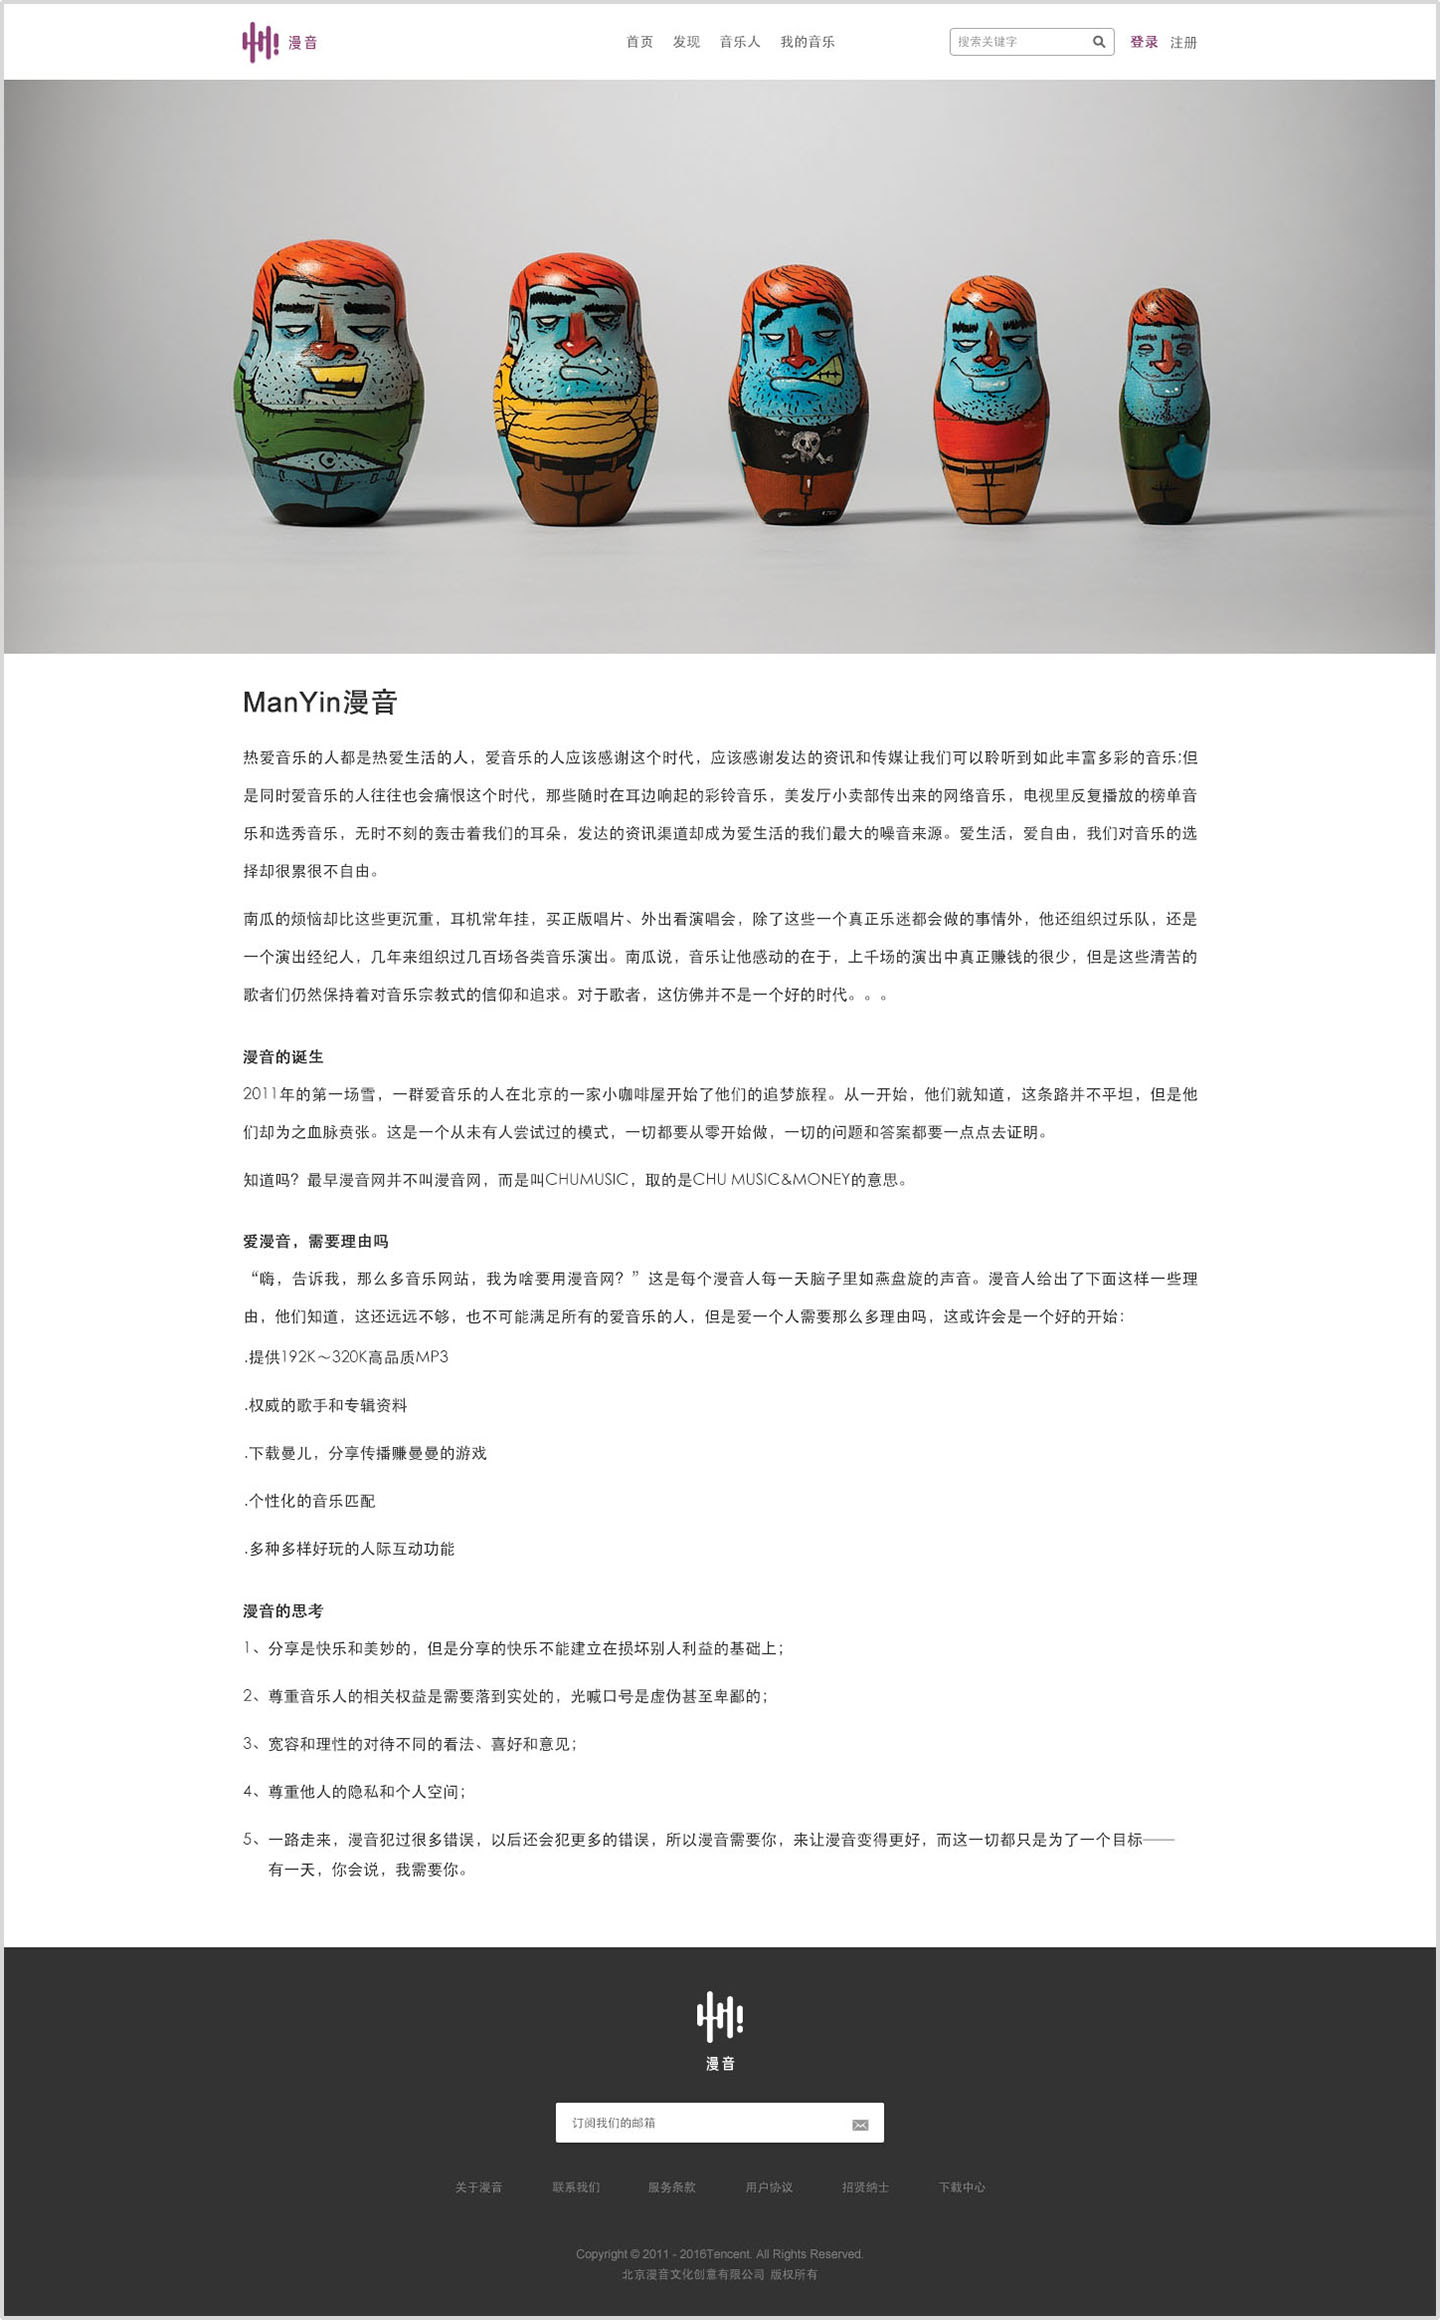 漫音
首页 发现 音乐人 我的音乐 搜索关键字 登录 注册
ManYin漫音
热爱音乐的人都是热爱生活的人，爱音乐的人应该感谢这个时代，应该感谢发达的资讯和传媒让我们可以聆听到如此丰富多彩的音乐;但
是同时爱音乐的人往往也会痛恨这个时代，那些随时在耳边响起的彩铃音乐，美发厅小卖部传出来的网络音乐，电视里反复播放的榜单音
乐和选秀音乐，无时不刻的轰击着我们的耳朵，发达的资讯渠道却成为爱生活的我们最大的噪音来源。爱生活，爱自由，我们对音乐的选
择却很累很不自由。
南瓜的烦恼却比这些更沉重，耳机常年挂，买正版唱片、外出看演唱会，除了这些一个真正乐迷都会做的事情外，他还组织过乐队，还是
一个演出经纪人，几年来组织过几百场各类音乐演出。南瓜说，音乐让他感动的在于，上千场的演出中真正赚钱的很少，但是这些清苦的
歌者们仍然保持着对音乐宗教式的信仰和追求。对于歌者，这仿佛并不是一个好的时代。。。
漫音的诞生
2011年的第一场雪，一群爱音乐的人在北京的一家小咖啡屋开始了他们的追梦旅程。从一开始，他们就知道，这条路并不平坦，但是他
们却为之血脉贲张。这是一个从未有人尝试过的模式，一切都要从零开始做，一切的问题和答案都要一点点去证明。
知道吗？最早漫音网并不叫漫音网，而是叫CHUMUSIC，取的是CHU MUSIC&MONEY的意思。
爱漫音，需要理由吗
“嗨，告诉我，那么多音乐网站，我为啥要用漫音网？”这是每个漫音人每一天脑子里如燕盘旋的声音。漫音人给出了下面这样一些理
由，他们知道，这还远远不够，也不可能满足所有的爱音乐的人，但是爱一个人需要那么多理由吗，这或许会是一个好的开始：
.提供192K～320K高品质MP3
.权威的歌手和专辑资料
.下载曼儿，分享传播赚曼曼的游戏
.个性化的音乐匹配
.多种多样好玩的人际互动功能
漫音的思考
1、分享是快乐和美妙的，但是分享的快乐不能建立在损坏别人利益的基础上；
2、尊重音乐人的相关权益是需要落到实处的，光喊口号是虚伪甚至卑鄙的；
3、宽容和理性的对待不同的看法、喜好和意见；
4、尊重他人的隐私和个人空间；
5、一路走来，漫音犯过很多错误，以后还会犯更多的错误，所以漫音需要你，来让漫音变得更好，而这一切都只是为了一个目标——
有一天，你会说，我需要你。
漫音
订阅我们的邮箱
关于漫音 联系我们 服务条款 用户协议 招贤纳士 下载中心
Copyright © 2011 - 2016Tencent. All Rights Reserved.
北京漫音文化创意有限公司 版权所有